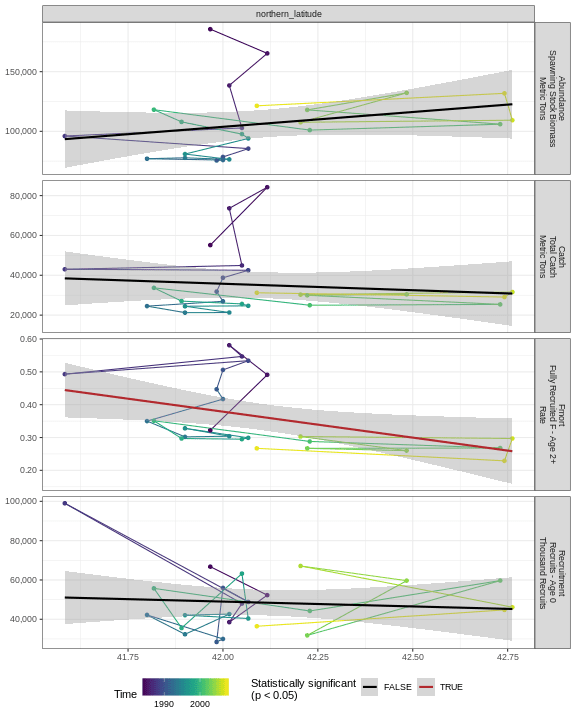 northern_latitude
150,000
100,000
Abundance
Spawning Stock Biomass
Metric Tons
80,000
60,000
40,000
20,000
Catch
Total Catch
Metric Tons
0.60
0.50
0.40
0.30
0.20
Fmort
Fully Recruited F - Age 2+
Rate
100,000
80,000
60,000
40,000
Recruitment
Recruits - Age 0
Thousand Recruits
41.75 42.00 42.25 42.50 42.75
Time
1990 2000
Statistically significant
(p < 0.05)
FALSE TRUE